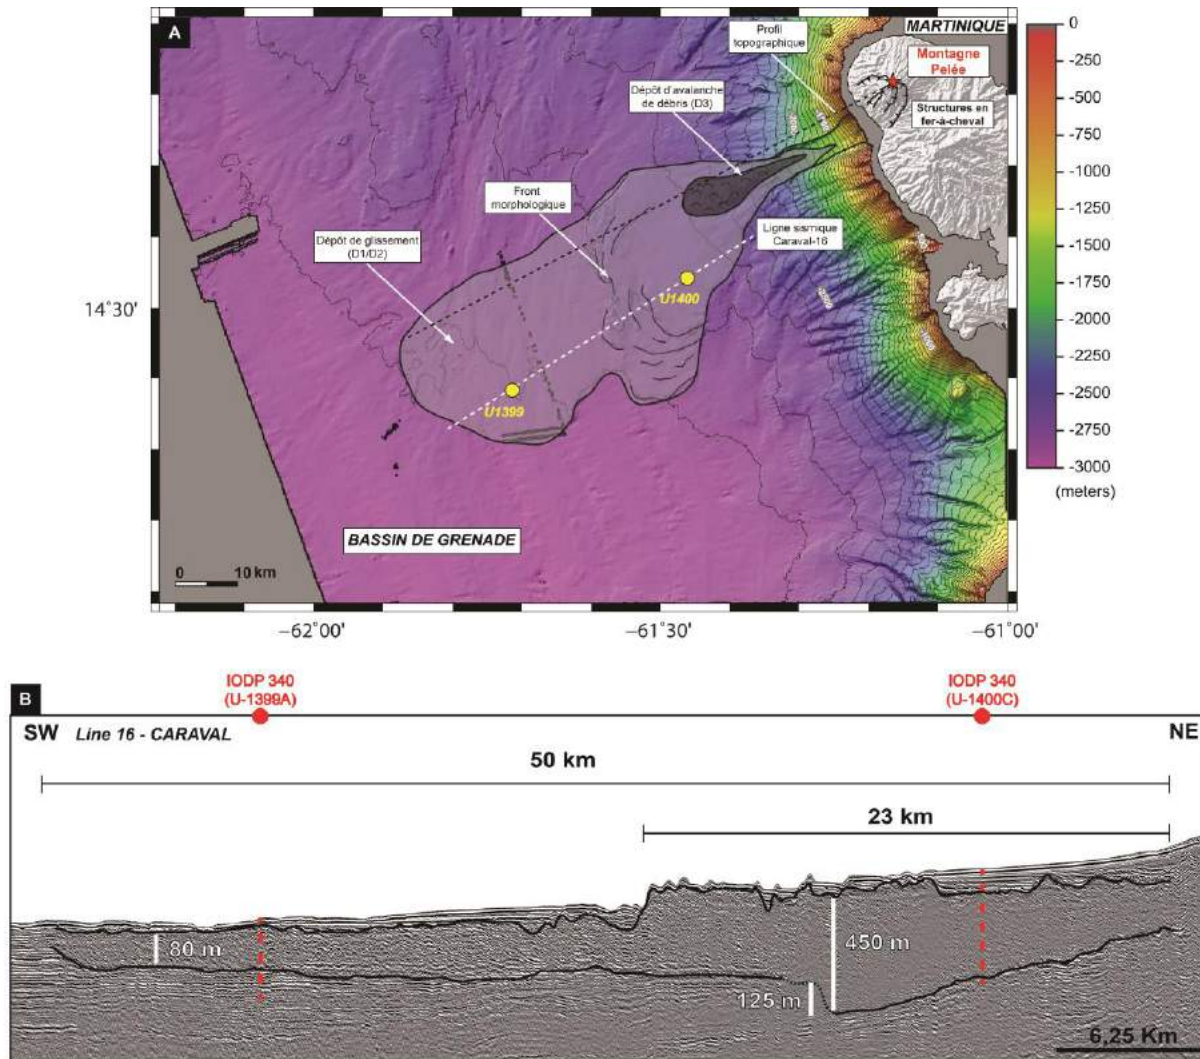 A
MARTINIQUE
Profil
topographique
Montagne
Pelée
Structures en
fer-à-cheval
Dépôt d'avalanche
de débris (D3)
Front
morphologique
Ligne sismique
Caraval-16
Dépôt de glissement
(D1/D2)
U1400
U1399
14°30'
BASSIN DE GRENADE
0 10 km
−62°00'
−61°30'
−61°00'
0
-250
-500
-750
-1000
-1250
-1500
-1750
-2000
-2250
-2500
-2750
-3000
(meters)
B
IODP 340
(U-1399A)
IODP 340
(U-1400C)
SW Line 16 - CARAVAL
NE
50 km
23 km
80 m
450 m
125 m
6,25 Km